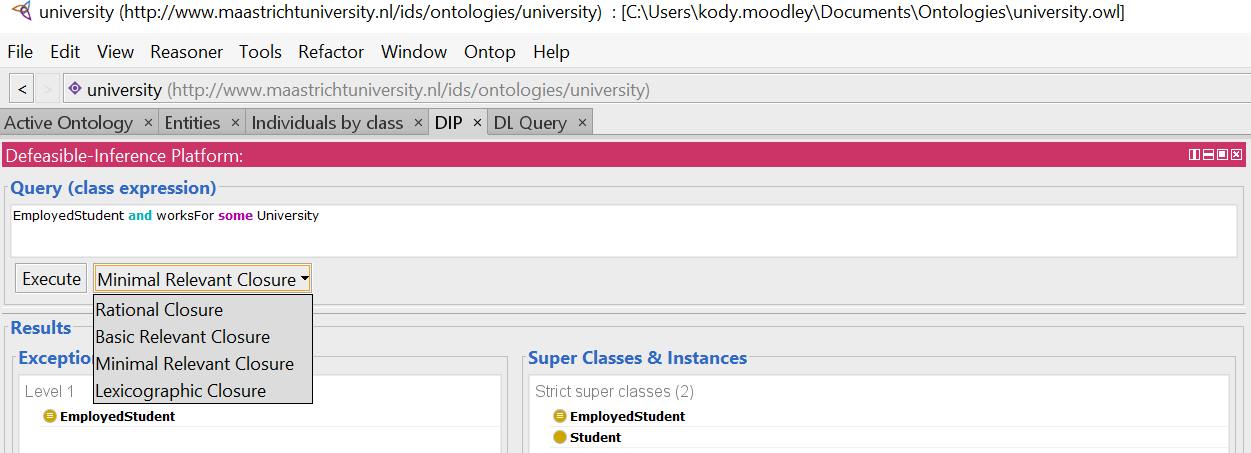 university (http://www.maastrichtuniversity.nl/ids/ontologies/university) : [C:\Users\kody.moodley\Documents\Ontologies\university.owl]
File Edit View Reasoner Tools Refactor Window Ontop Help
< > university (http://www.maastrichtuniversity.nl/ids/ontologies/university)
Active Ontology × Entities × Individuals by class × DIP × DL Query ×
Defeasible-Inference Platform:
Query (class expression)
EmployedStudent and worksFor some University
Execute Minimal Relevant Closure
Rational Closure
Basic Relevant Closure
Minimal Relevant Closure
Lexicographic Closure
Results
Exceptio
Level 1
EmployedStudent
Super Classes & Instances
Strict super classes (2)
EmployedStudent
Student